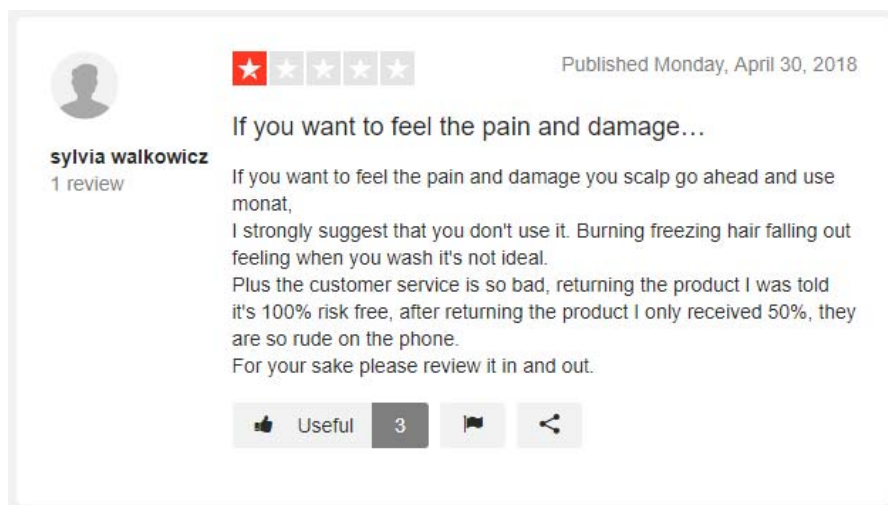 Published Monday, April 30, 2018
If you want to feel the pain and damage…
sylvia walkowicz
1 review
If you want to feel the pain and damage you scalp go ahead and use
monat,
I strongly suggest that you don't use it. Burning freezing hair falling out
feeling when you wash it's not ideal.
Plus the customer service is so bad, returning the product I was told
it's 100% risk free, after returning the product I only received 50%, they
are so rude on the phone.
For your sake please review it in and out.
Useful 3